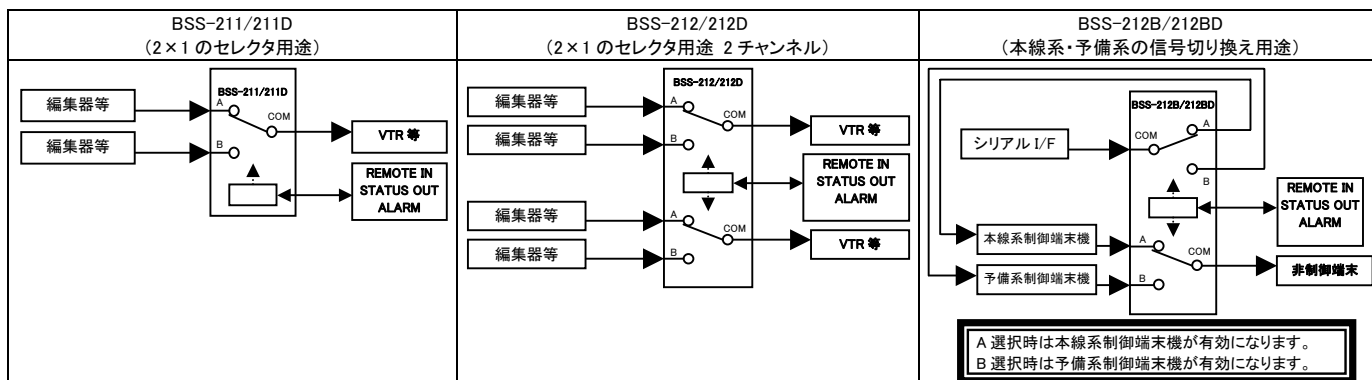 BSS-211/211D
(2×1のセレクタ用途)
BSS-211/211D
編集器等
A
COM
VTR 等
編集器等
B
REMOTE IN
STATUS OUT
ALARM
BSS-212/212D
(2×1のセレクタ用途 2チャンネル)
BSS-212/212D
編集器等
A
COM
VTR 等
編集器等
B
REMOTE IN
STATUS OUT
ALARM
編集器等
A
COM
VTR 等
編集器等
B
BSS-212B/212BD
(本線系・予備系の信号切り換え用途)
BSS-212B/212BD
シリアル I/F
COM
A
B
REMOTE IN
STATUS OUT
ALARM
本線系制御端末機
A
COM
非制御端末
予備系制御端末機
B
A 選択時は本線系制御端末機が有効になります。
B 選択時は予備系制御端末機が有効になります。